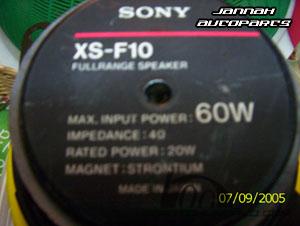 SONY
JANNAH
AUTOPARTS
XS-F10
FULLRANGE SPEAKER
MAX. INPUT POWER: 60W
IMPEDANCE: 4Ω
RATED POWER: 20W
MAGNET: STRONTIUM
MADE IN
07/09/2005